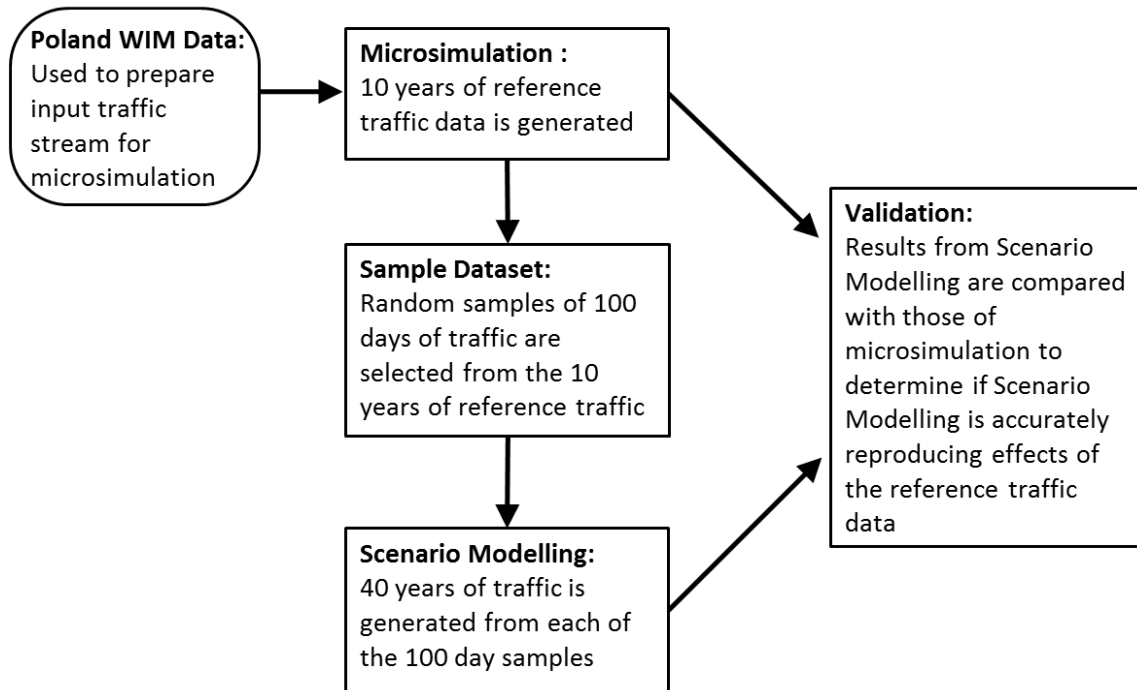 Poland WIM Data:
Used to prepare
input traffic
stream for
microsimulation
Microsimulation :
10 years of reference
traffic data is generated
Sample Dataset:
Random samples of 100
days of traffic are
selected from the 10
years of reference traffic
Scenario Modelling:
40 years of traffic is
generated from each of
the 100 day samples
Validation:
Results from Scenario
Modelling are compared
with those of
microsimulation to
determine if Scenario
Modelling is accurately
reproducing effects of
the reference traffic
data